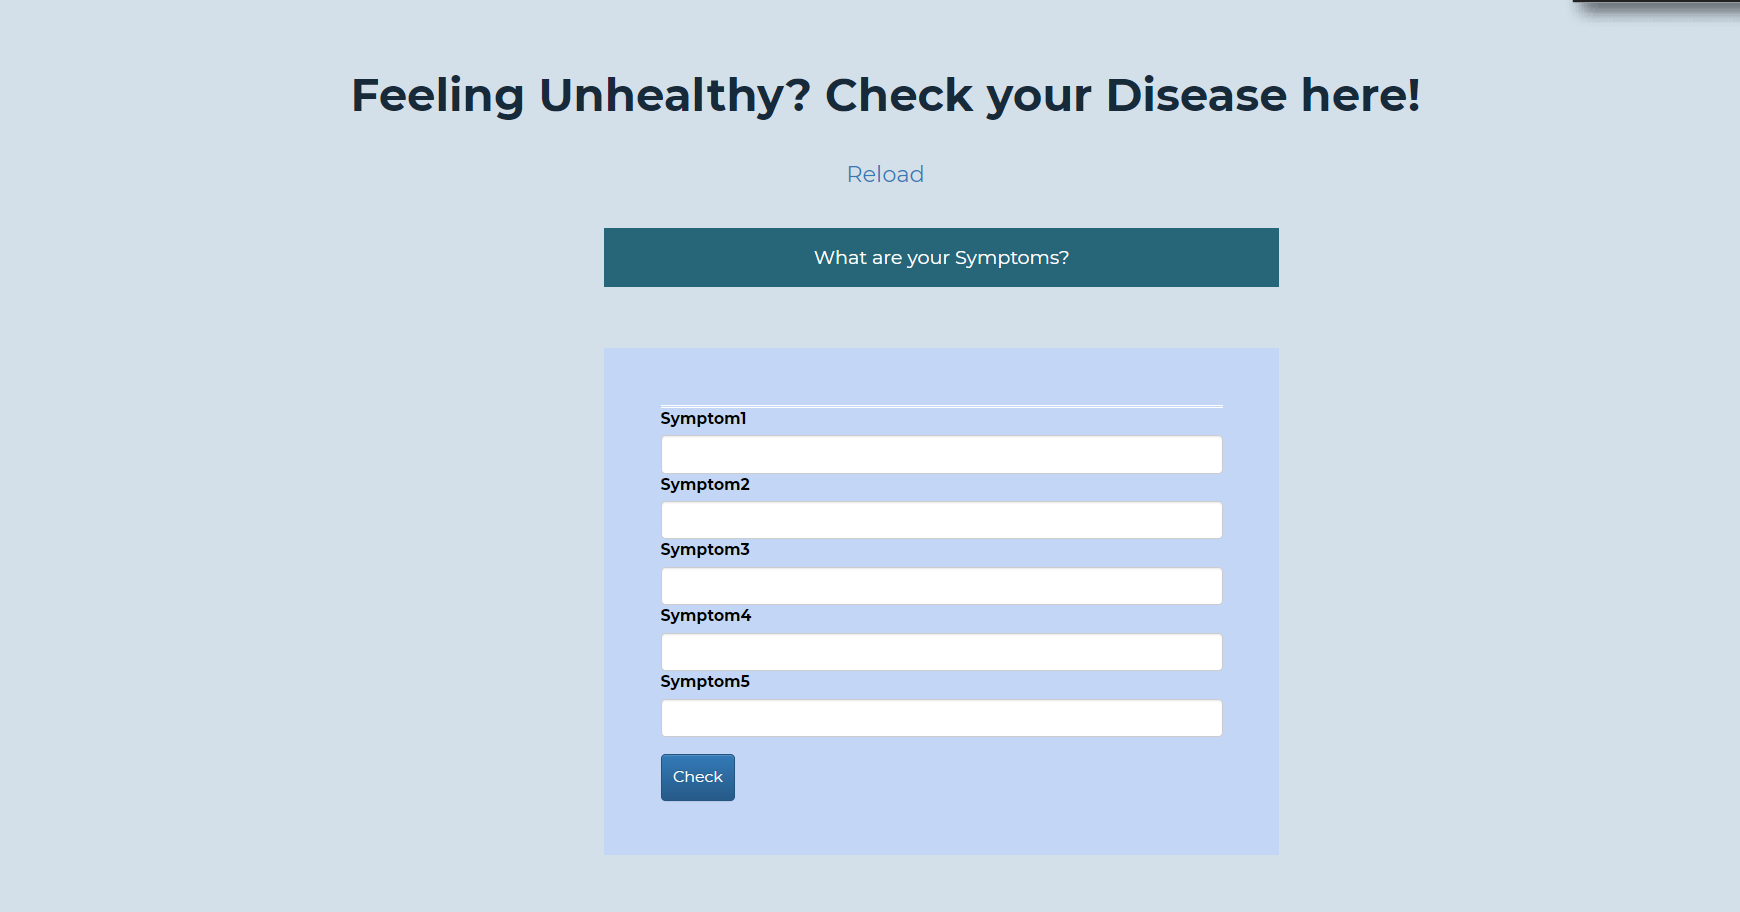 Feeling Unhealthy? Check your Disease here!
Reload
What are your Symptoms?
Symptom1
Symptom2
Symptom3
Symptom4
Symptom5
Check